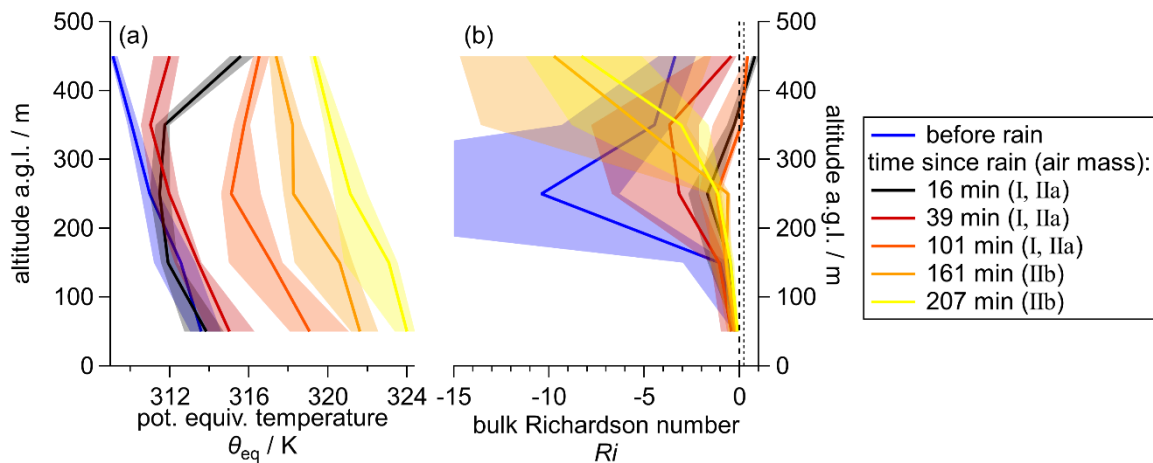 (a)
500
400
300
200
100
0
altitude a.g.l. / m
312
316
320
324
pot. equiv. temperature
θeq / K
(b)
-15
-10
-5
0
bulk Richardson number
Ri
500
400
300
200
100
0
altitude a.g.l. / m
before rain
time since rain (air mass):
16 min (I, IIa)
39 min (I, IIa)
101 min (I, IIa)
161 min (IIb)
207 min (IIb)